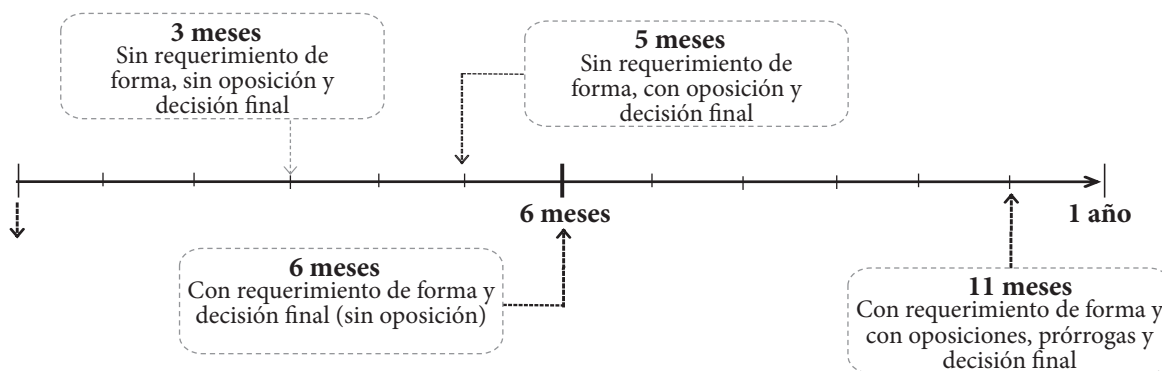 3 meses
Sin requerimiento de
forma, sin oposición y
decisión final
5 meses
Sin requerimiento de
forma, con oposición y
decisión final
6 meses
1 año
6 meses
Con requerimiento de forma y
decisión final (sin oposición)
11 meses
Con requerimiento de forma y
con oposiciones, prórrogas y
decisión final